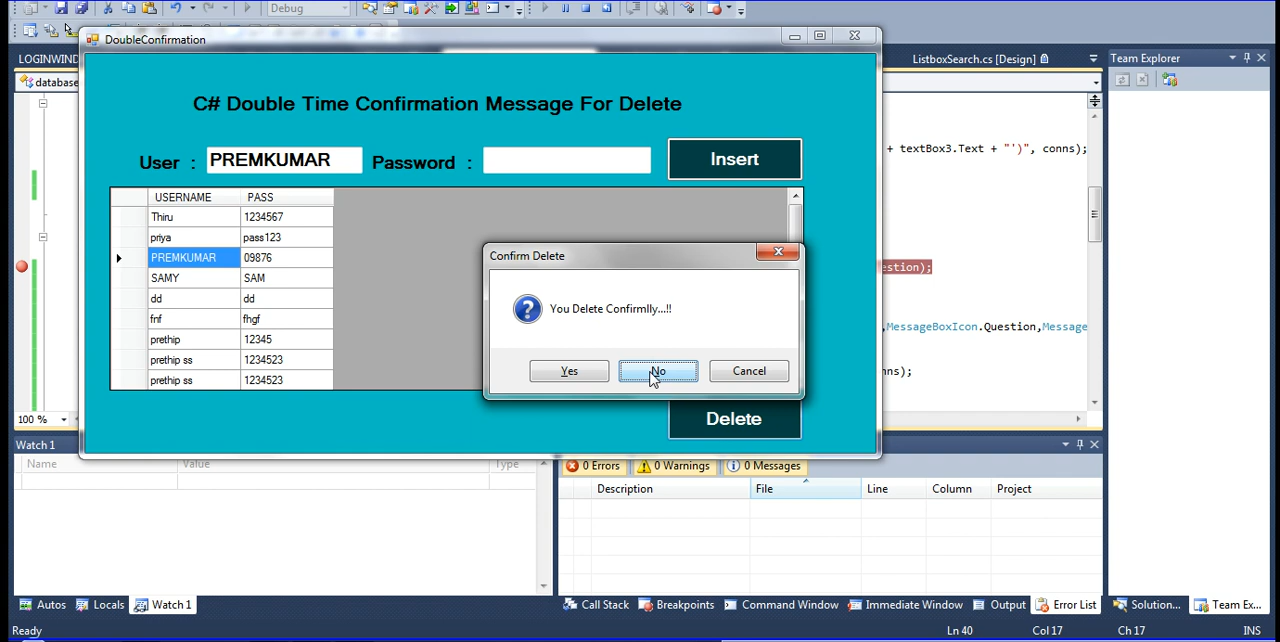 Debug
DoubleConfirmation
LOGINWIND
ListboxSearch.cs [Design]
Team Explorer
database
C# Double Time Confirmation Message For Delete
+ textBox3.Text + "')", conns);
User : PREMKUMAR Password : Insert
USERNAME PASS
Thiru 1234567
priya pass123
PREMKUMAR 09876
SAMY SAM
dd dd
fnf fhgf
prethip 12345
prethip ss 1234523
prethip ss 1234523
Confirm Delete
You Delete Confirmlly...!!
Yes No Cancel
estion);
,MessageBoxIcon.Question,Message
ns);
Delete
100 %
Watch 1
Name Value Type
0 Errors 0 Warnings 0 Messages
Description File Line Column Project
Autos Locals Watch 1
Call Stack Breakpoints Command Window Immediate Window Output Error List
Solution... Team Ex...
Ready Ln 40 Col 17 Ch 17 INS